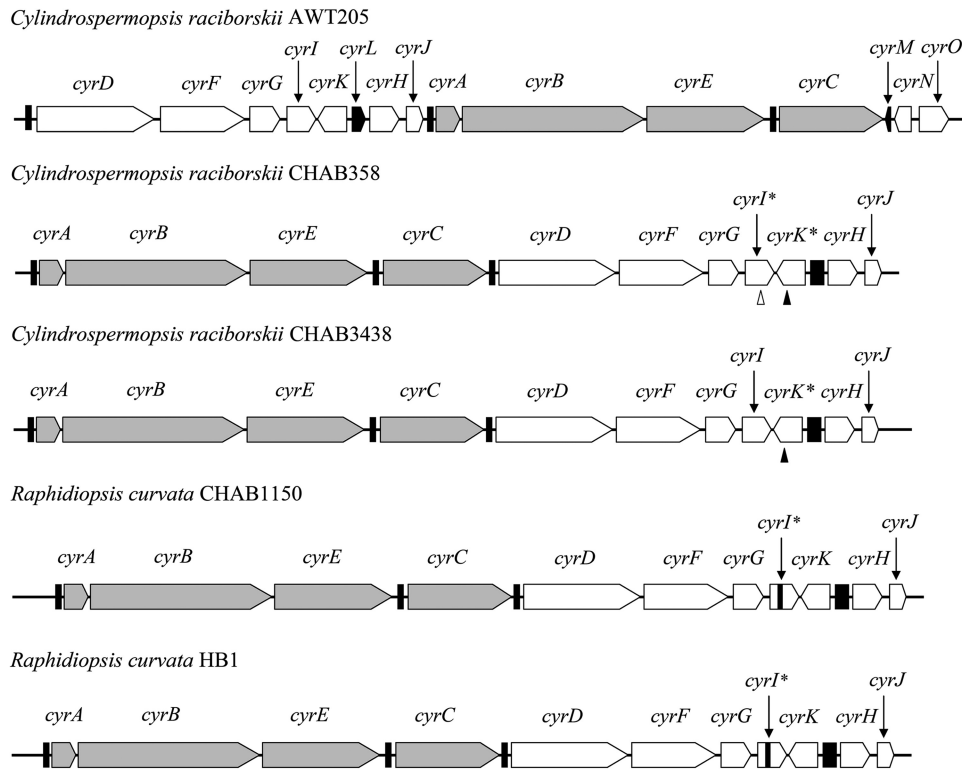 Cylindrospermopsis raciborskii AWT205
cyrI cyrL cyrJ cyrM cyrO
cyrD cyrF cyrG cyrK cyrH cyrA cyrB cyrE cyrC cyrN
Cylindrospermopsis raciborskii CHAB358
cyrI* cyrJ
cyrA cyrB cyrE cyrC cyrD cyrF cyrG cyrK* cyrH
Cylindrospermopsis raciborskii CHAB3438
cyrI cyrJ
cyrA cyrB cyrE cyrC cyrD cyrF cyrG cyrK* cyrH
Raphidiopsis curvata CHAB1150
cyrI* cyrJ
cyrA cyrB cyrE cyrC cyrD cyrF cyrG cyrK cyrH
Raphidiopsis curvata HB1
cyrI* cyrJ
cyrA cyrB cyrE cyrC cyrD cyrF cyrG cyrK cyrH